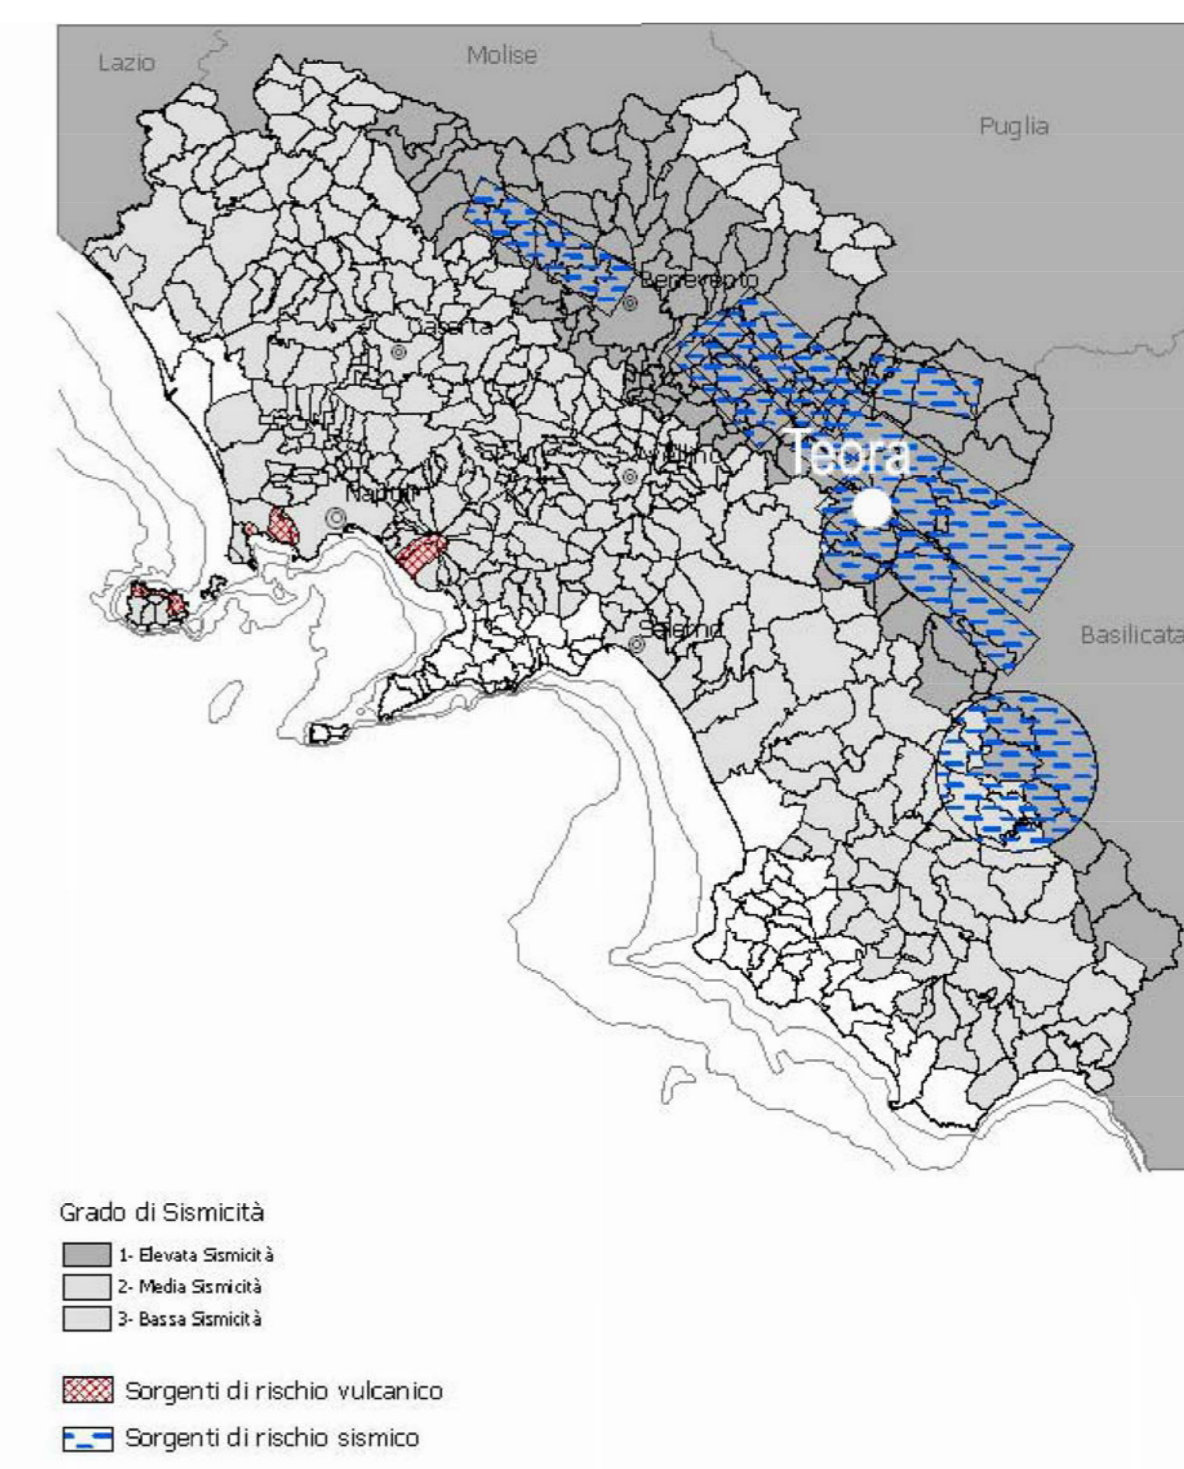 Lazio
Molise
Puglia
Benevento
Caserta
Teora
Avellino
Napoli
Salerno
Basilicata
Grado di Sismicità
1- Elevata Sismicità
2- Media Sismicità
3- Bassa Sismicità
Sorgenti di rischio vulcanico
Sorgenti di rischio sismico